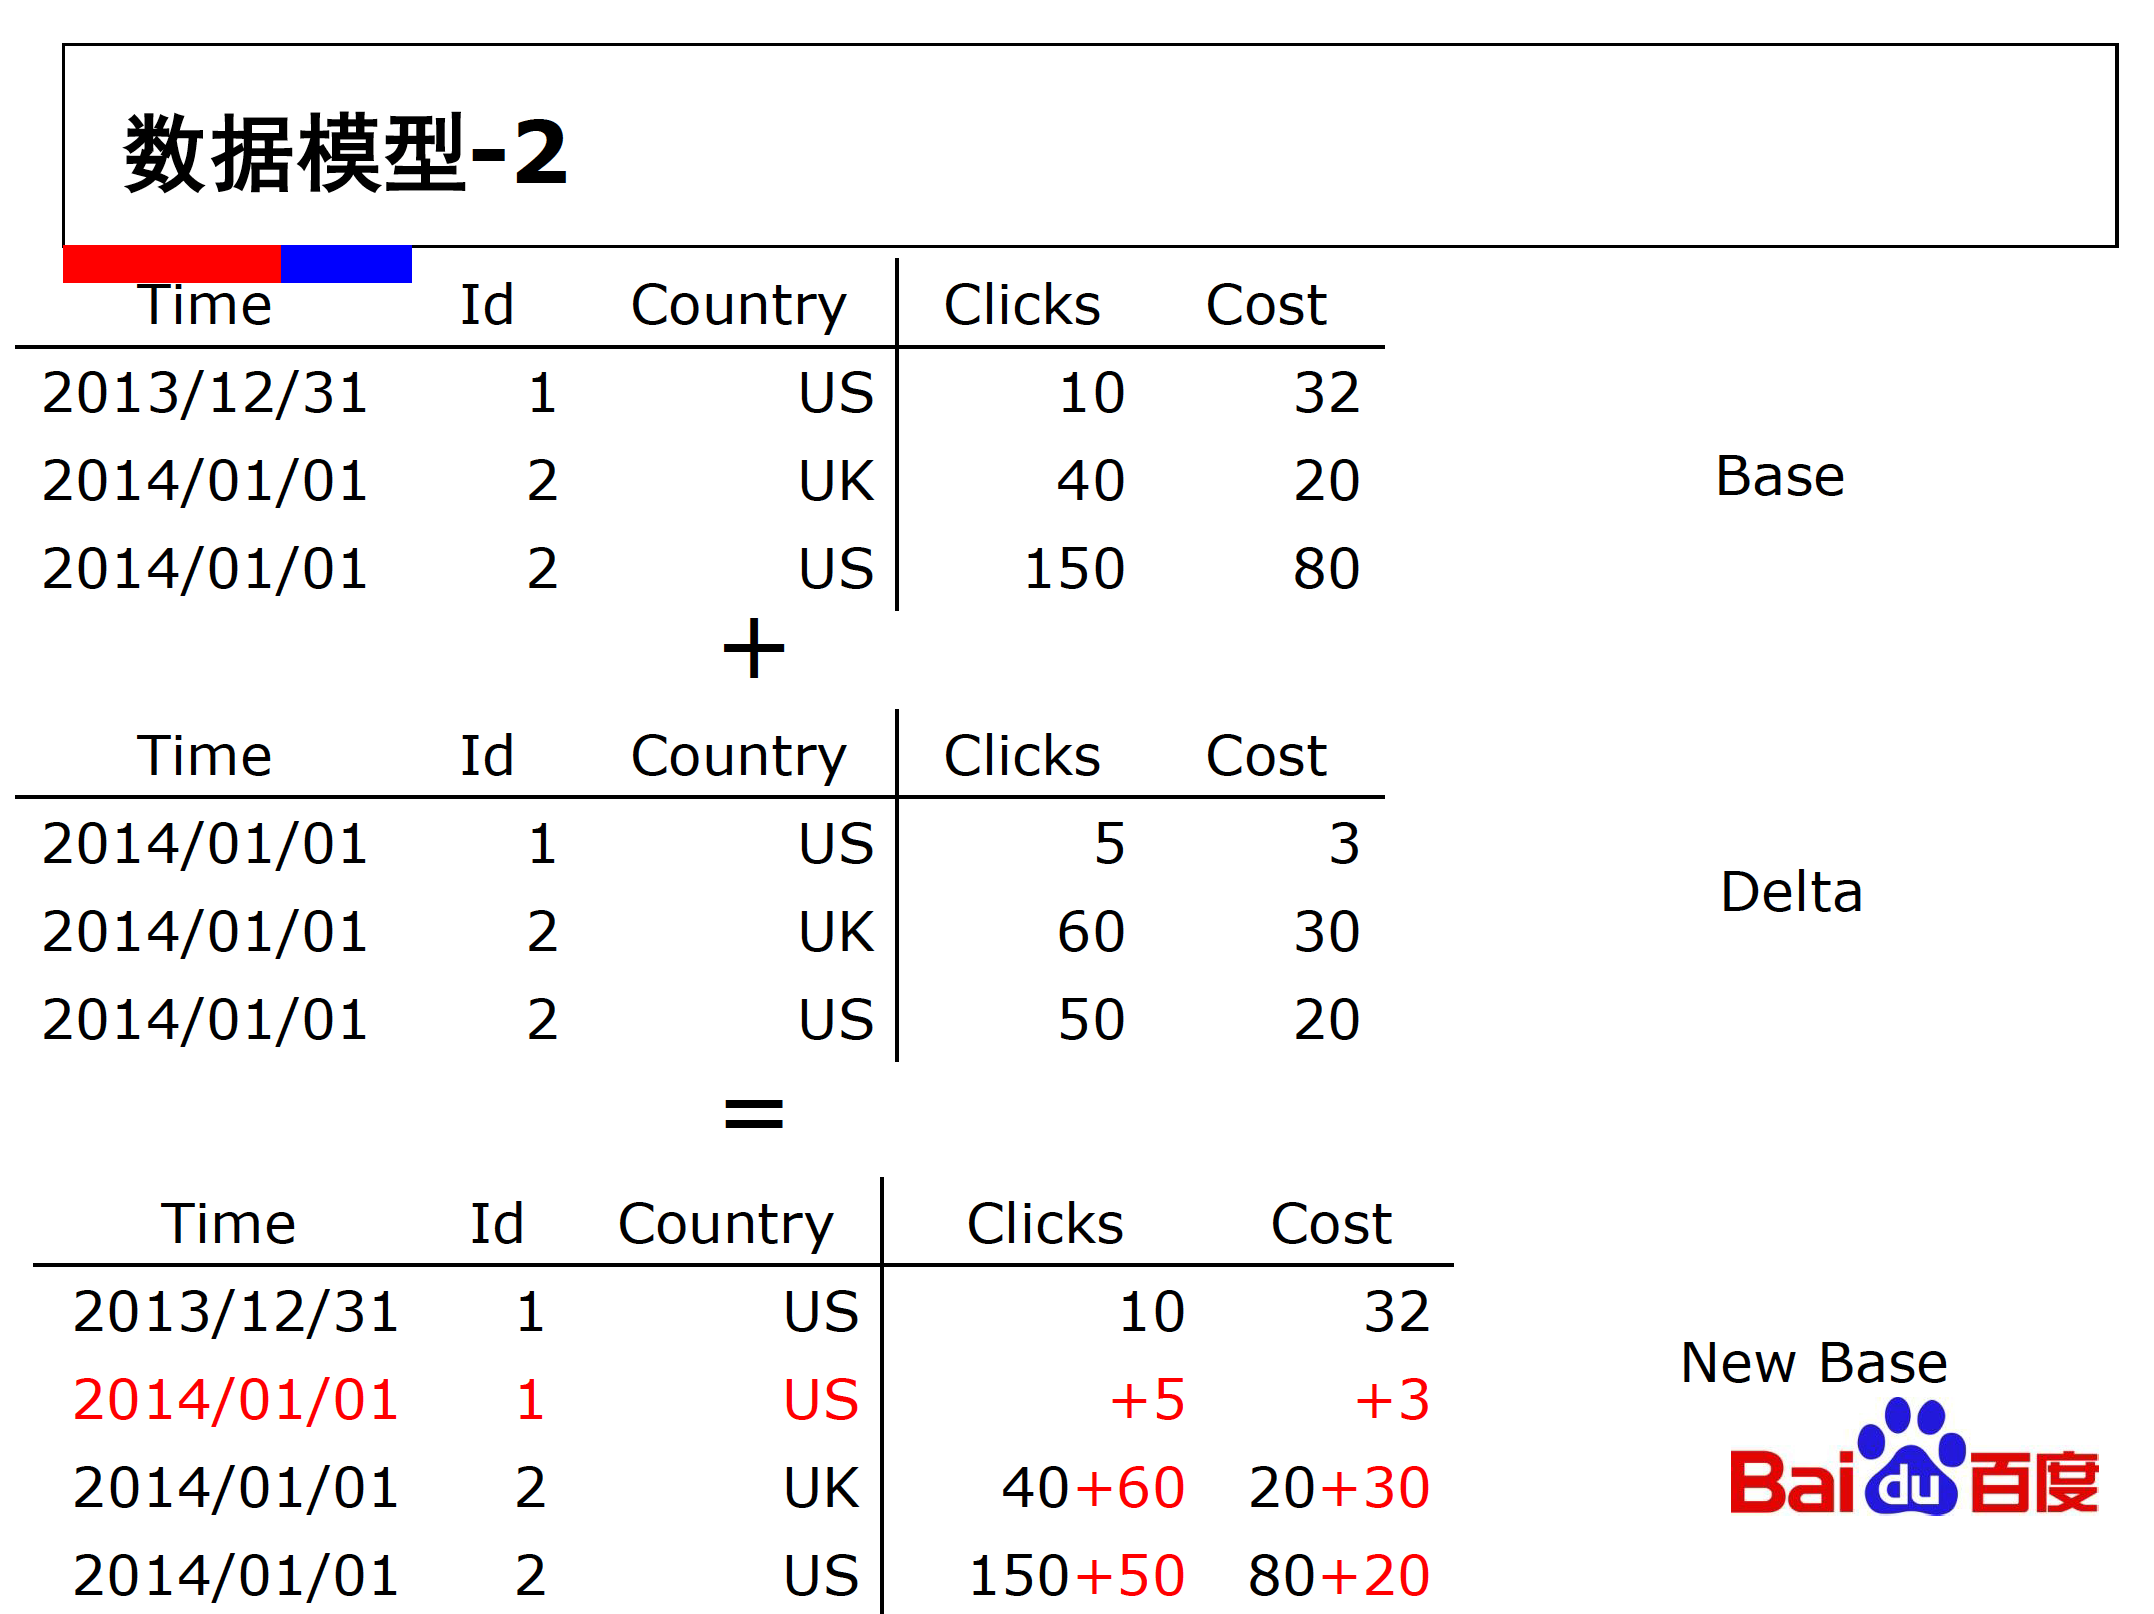 数据模型-2
Time Id Country Clicks Cost
2013/12/31 1 US 10 32
2014/01/01 2 UK 40 20
2014/01/01 2 US 150 80
Base
+
Time Id Country Clicks Cost
2014/01/01 1 US 5 3
2014/01/01 2 UK 60 30
2014/01/01 2 US 50 20
Delta
=
Time Id Country Clicks Cost
2013/12/31 1 US 10 32
2014/01/01 1 US +5 +3
2014/01/01 2 UK 40+60 20+30
2014/01/01 2 US 150+50 80+20
New Base
Baidu百度